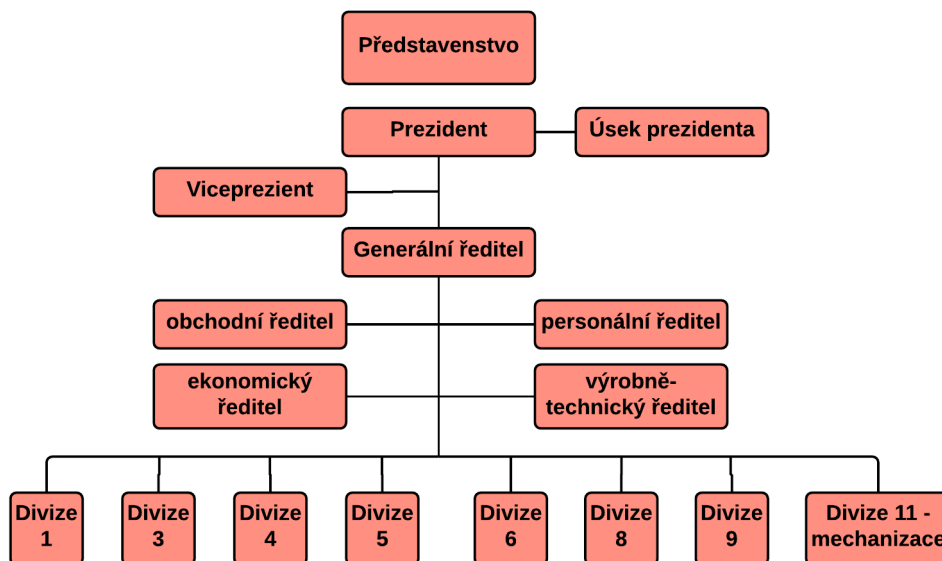 Představenstvo
Prezident
Úsek prezidenta
Viceprezient
Generální ředitel
obchodní ředitel
personální ředitel
ekonomický
ředitel
výrobně-
technický ředitel
Divize
1
Divize
3
Divize
4
Divize
5
Divize
6
Divize
8
Divize
9
Divize 11 -
mechanizace